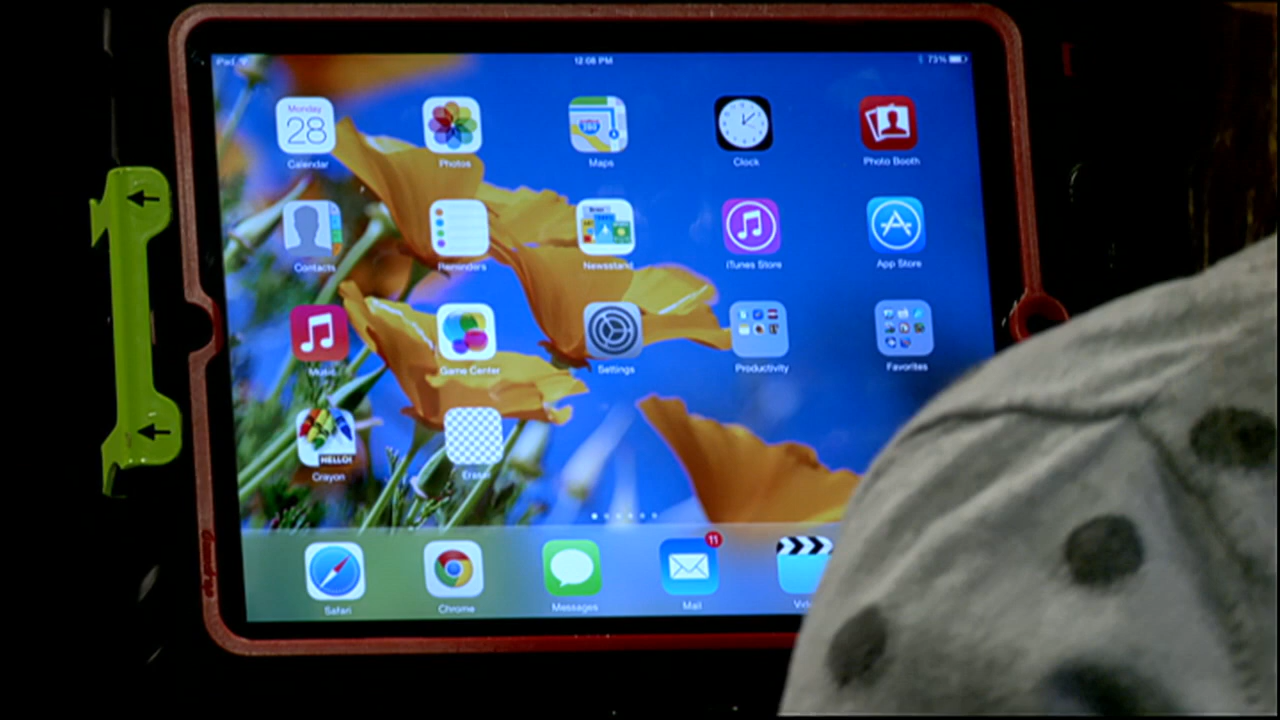 iPad 12:08 PM 73%
Monday
28
Calendar Photos Maps Clock Photo Booth
280
Contacts Reminders Newsstand iTunes Store App Store
Music Game Center Settings Productivity Favorites
HELLO!
Crayon
11
Safari Chrome Messages Mail